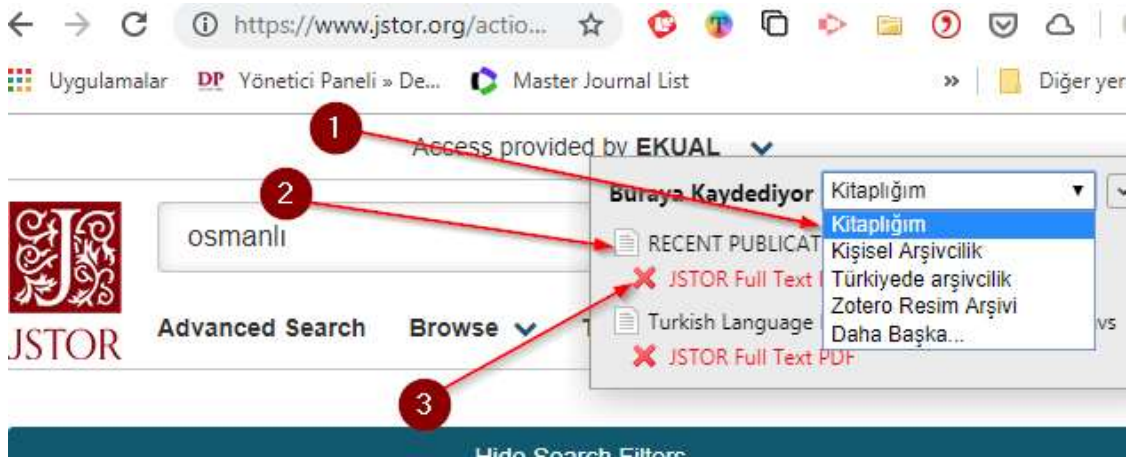 https://www.jstor.org/actio...
Uygulamalar DP Yönetici Paneli » De... Master Journal List » Diğer yer
1
Access provided by EKUAL
2
Buraya Kaydediyor Kitaplığım
Kitaplığım
osmanlı
RECENT PUBLICAT
Kişisel Arşivcilik
JSTOR Full Text
Türkiyede arşivcilik
Zotero Resim Arşivi
JSTOR
Advanced Search Browse
Turkish Language
Daha Başka...
vs
JSTOR Full Text PDF
3
Hide Search Filters